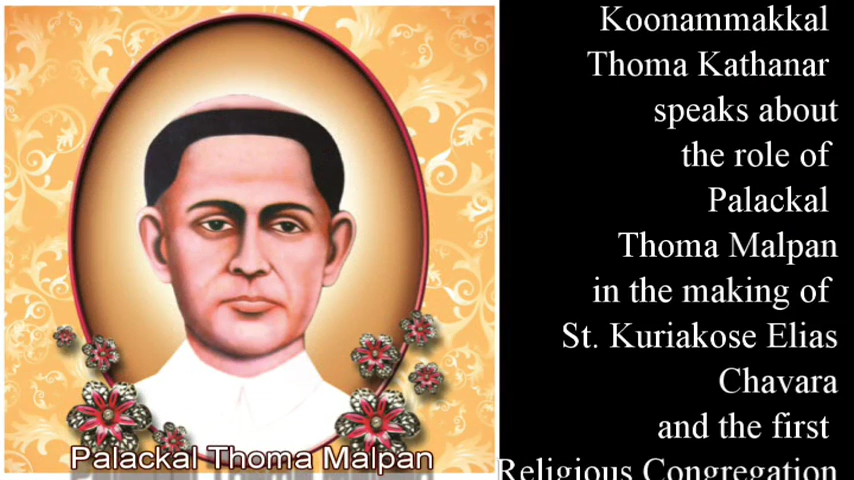 Palackal Thoma Malpan
Koonammakkal
Thoma Kathanar
speaks about
the role of
Palackal
Thoma Malpan
in the making of
St. Kuriakose Elias
Chavara
and the first
Religious Congregation